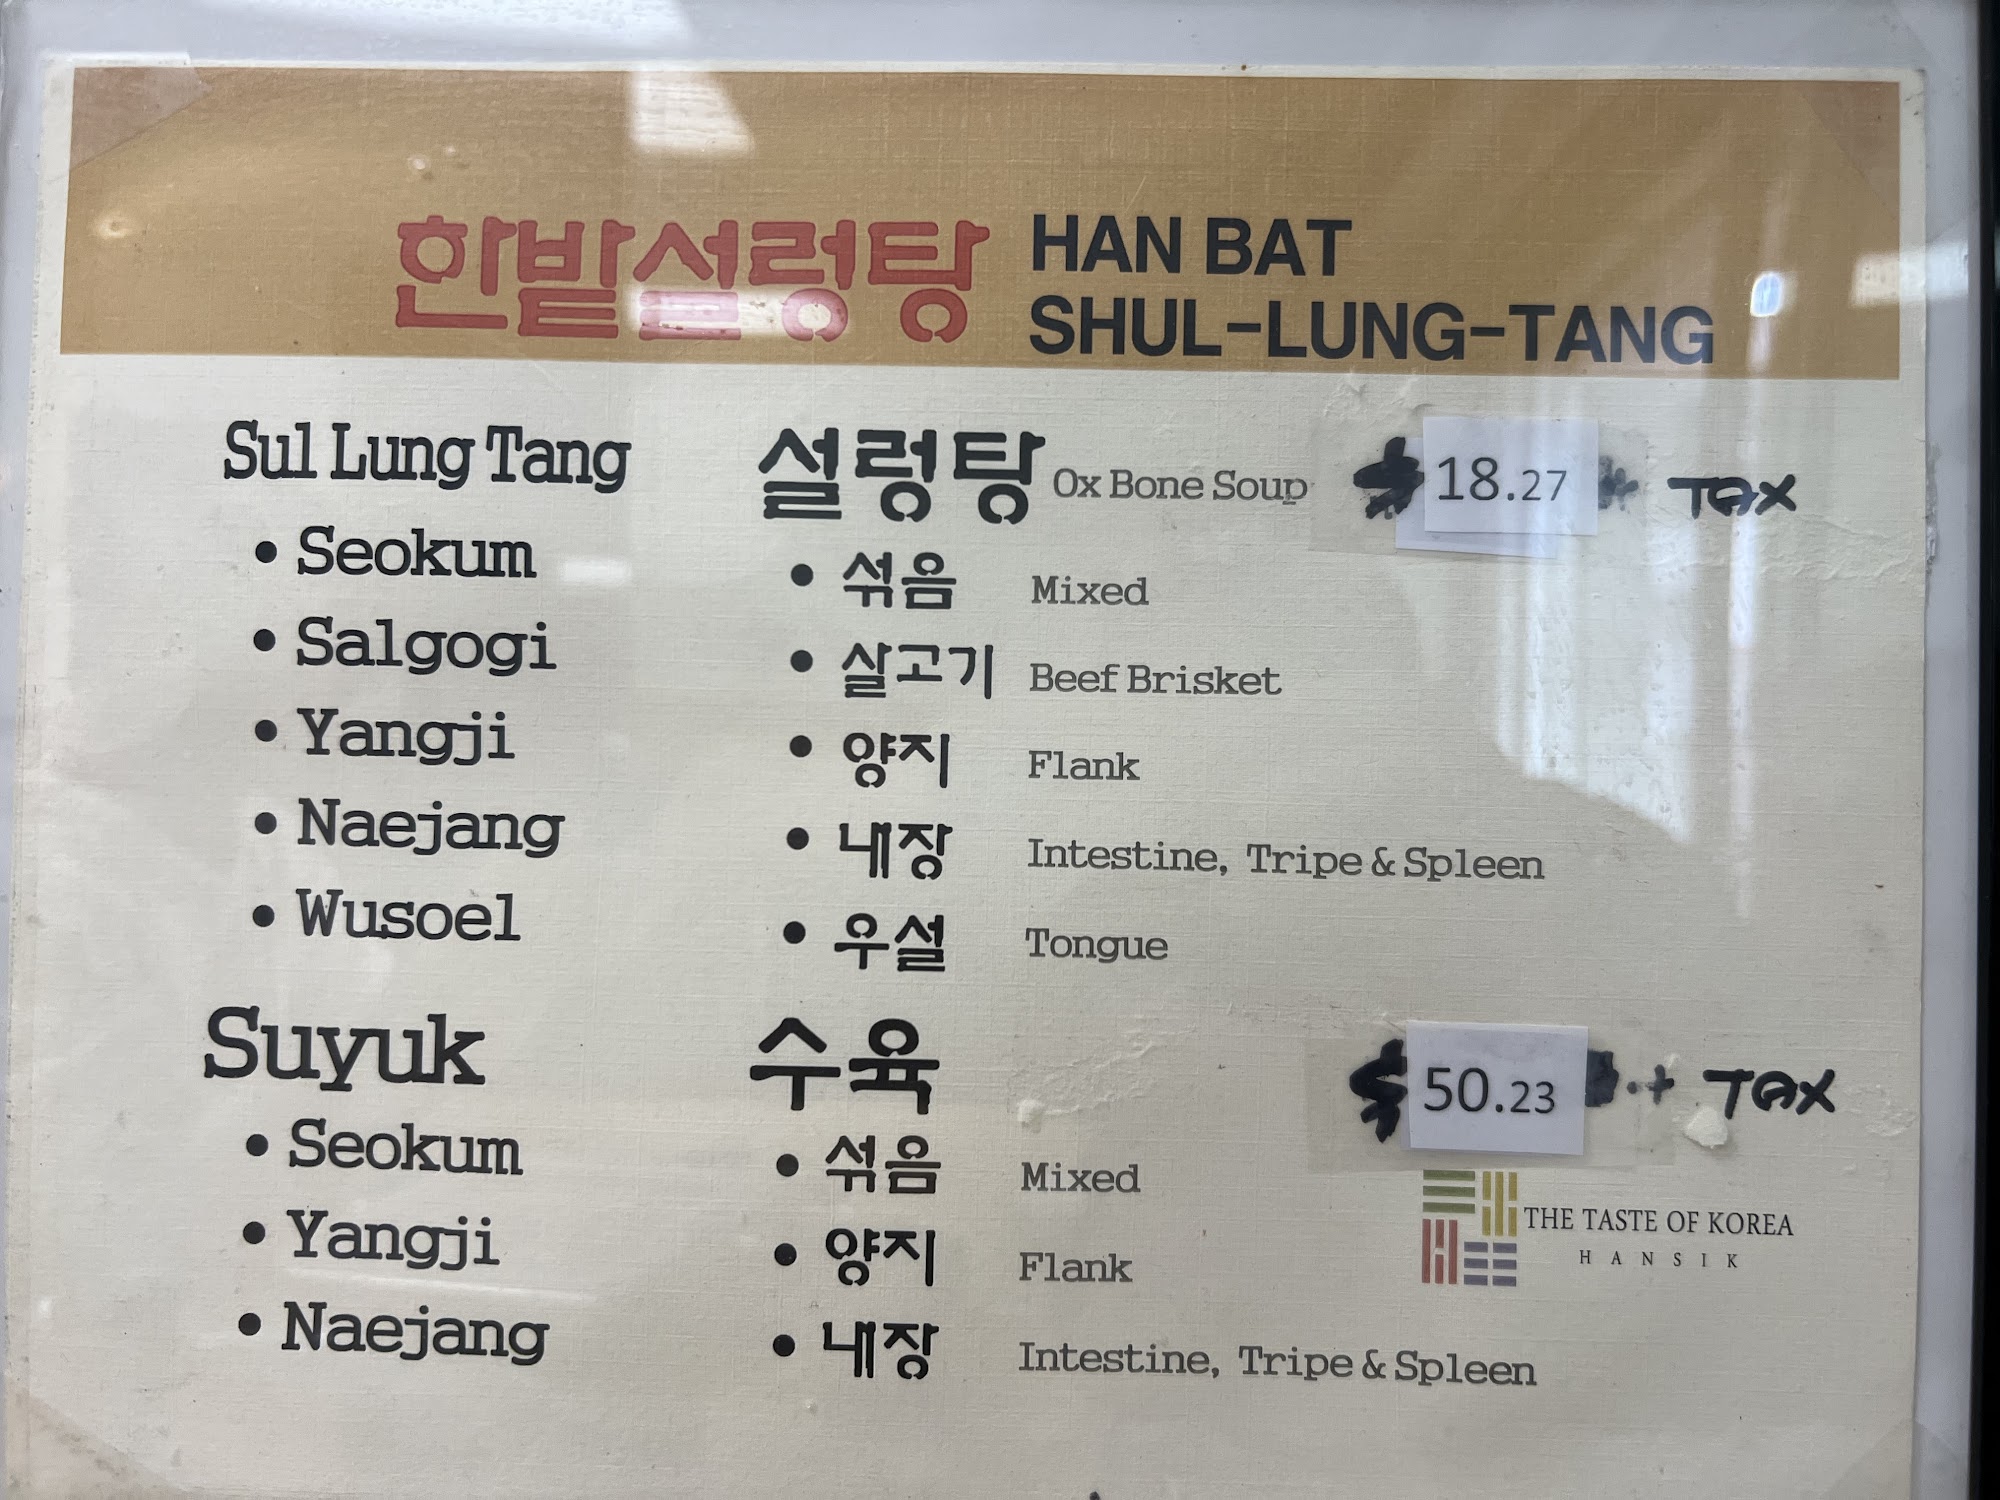 한밭설렁탕 HAN BAT
SHUL-LUNG-TANG
Sul Lung Tang 설렁탕 Ox Bone Soup $ 18.27 + TAX
• Seokum • 섞음 Mixed
• Salgogi • 살고기 Beef Brisket
• Yangji • 양지 Flank
• Naejang • 내장 Intestine, Tripe & Spleen
• Wusoel • 우설 Tongue
Suyuk 수육 $ 50.23 + TAX
• Seokum • 섞음 Mixed
• Yangji • 양지 Flank
• Naejang • 내장 Intestine, Tripe & Spleen
THE TASTE OF KOREA
HANSIK